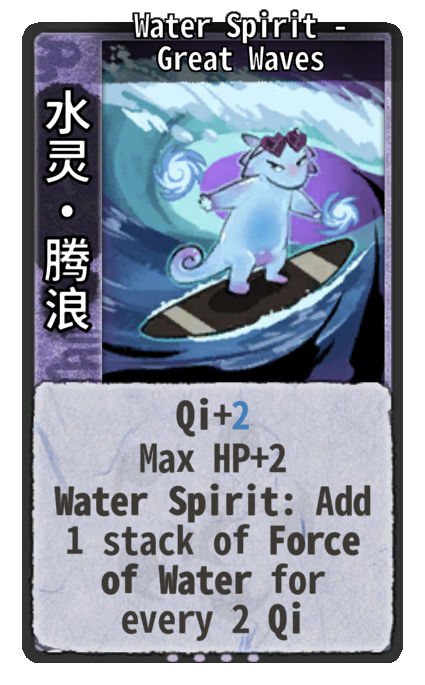 Water Spirit -
Great Waves
水灵·腾浪
Qi+2
Max HP+2
Water Spirit: Add
1 stack of Force
of Water for
every 2 Qi